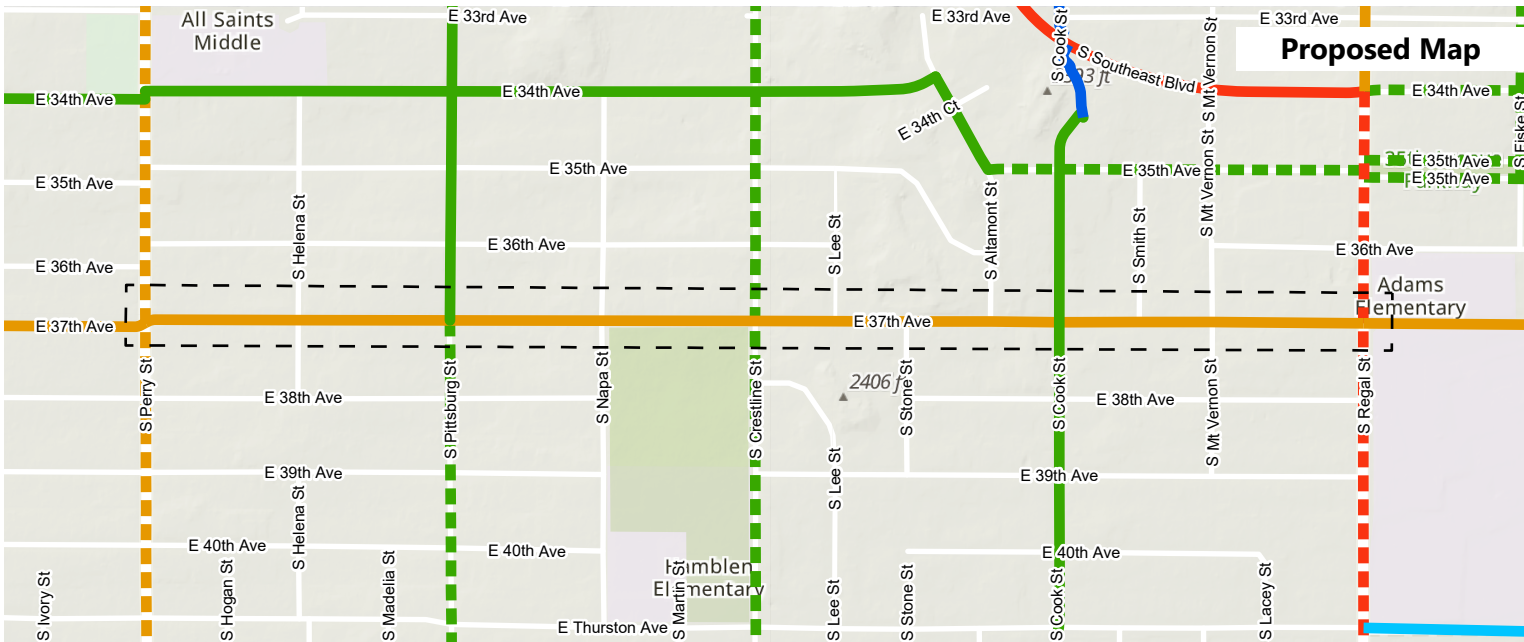 All Saints
Middle
E 33rd Ave
E 33rd Ave
S Cook St
S Mt Vernon St
E 33rd Ave
Proposed Map
S Southeast Blvd
E 34th Ave
E 34th Ave
E 34th Ct
E 34th Ave
S Fiske St
E 35th Ave
E 35th Ave
E 35th Ave
E 35th Ave
E 35th Ave
Parkway
S Mt Vernon St
S Helena St
S Lee St
S Altamont St
S Smith St
E 36th Ave
E 36th Ave
E 36th Ave
Adams
Elementary
E 37th Ave
E 37th Ave
S Perry St
S Pittsburg St
S Napa St
S Crestline St
2406 f
S Stone St
S Cook St
S Mt Vernon St
S Regal St
E 38th Ave
E 38th Ave
E 39th Ave
E 39th Ave
S Helena St
S Lee St
E 40th Ave
E 40th Ave
E 40th Ave
Hamblen
Elementary
S Ivory St
S Hogan St
S Madelia St
S Martin St
S Lee St
S Stone St
S Cook St
S Lacey St
E Thurston Ave